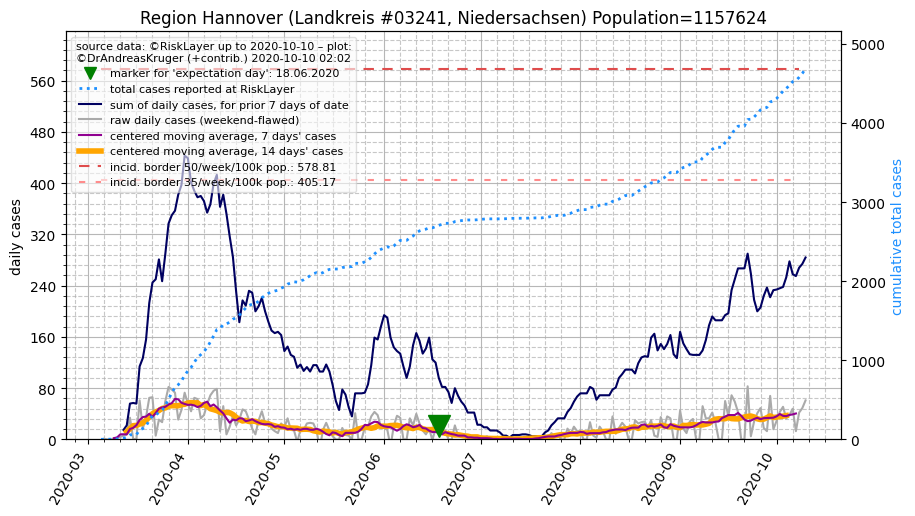 Region Hannover (Landkreis #03241, Niedersachsen) Population=1157624
source data: ©RiskLayer up to 2020-10-10 – plot:
©DrAndreasKruger (+contrib.) 2020-10-10 02:02
marker for 'expectation day': 18.06.2020
total cases reported at RiskLayer
sum of daily cases, for prior 7 days of date
raw daily cases (weekend-flawed)
centered moving average, 7 days' cases
centered moving average, 14 days' cases
incid. border 50/week/100k pop.: 578.81
incid. border 35/week/100k pop.: 405.17
daily cases
560
480
400
320
240
160
80
0
5000
4000
3000
2000
1000
0
cumulative total cases
2020-03
2020-04
2020-05
2020-06
2020-07
2020-08
2020-09
2020-10